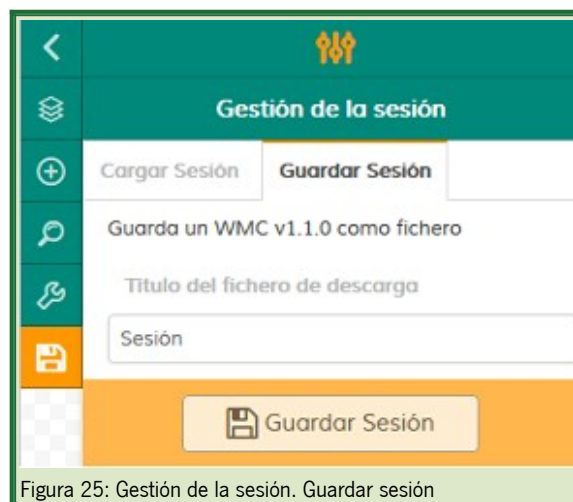 Gestión de la sesión
Cargar Sesión Guardar Sesión
Guarda un WMC v1.1.0 como fichero
Titulo del fichero de descarga
Sesión
Guardar Sesión
Figura 25: Gestión de la sesión. Guardar sesión